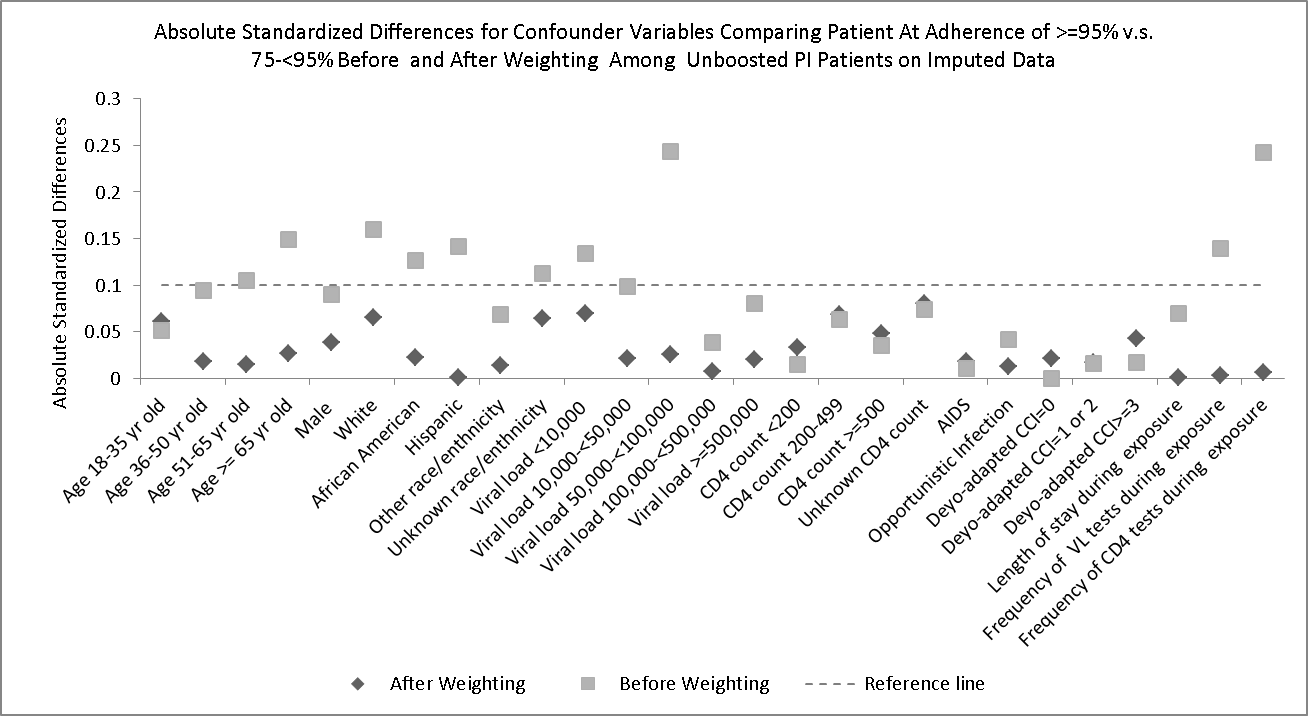 Absolute Standardized Differences for Confounder Variables Comparing Patient At Adherence of >=95% v.s.
75-<95% Before and After Weighting Among Unboosted PI Patients on Imputed Data
Absolute Standardized Differences
0.3
0.25
0.2
0.15
0.1
0.05
0
Age 18-35 yr old
Age 36-50 yr old
Age 51-65 yr old
Age >= 65 yr old
Male
White
African American
Hispanic
Other race/enthnicity
Unknown race/ethnicity
Viral load <10,000
Viral load 10,000-<50,000
Viral load 50,000-<100,000
Viral load 100,000-<500,000
Viral load >=500,000
CD4 count <200
CD4 count 200-499
CD4 count >=500
Unknown CD4 count
AIDS
Opportunistic Infection
Deyo-adapted CCI=0
Deyo-adapted CCI=1 or 2
Deyo-adapted CCI>=3
Length of stay during exposure
Frequency of VL tests during exposure
Frequency of CD4 tests during exposure
After Weighting
Before Weighting
Reference line